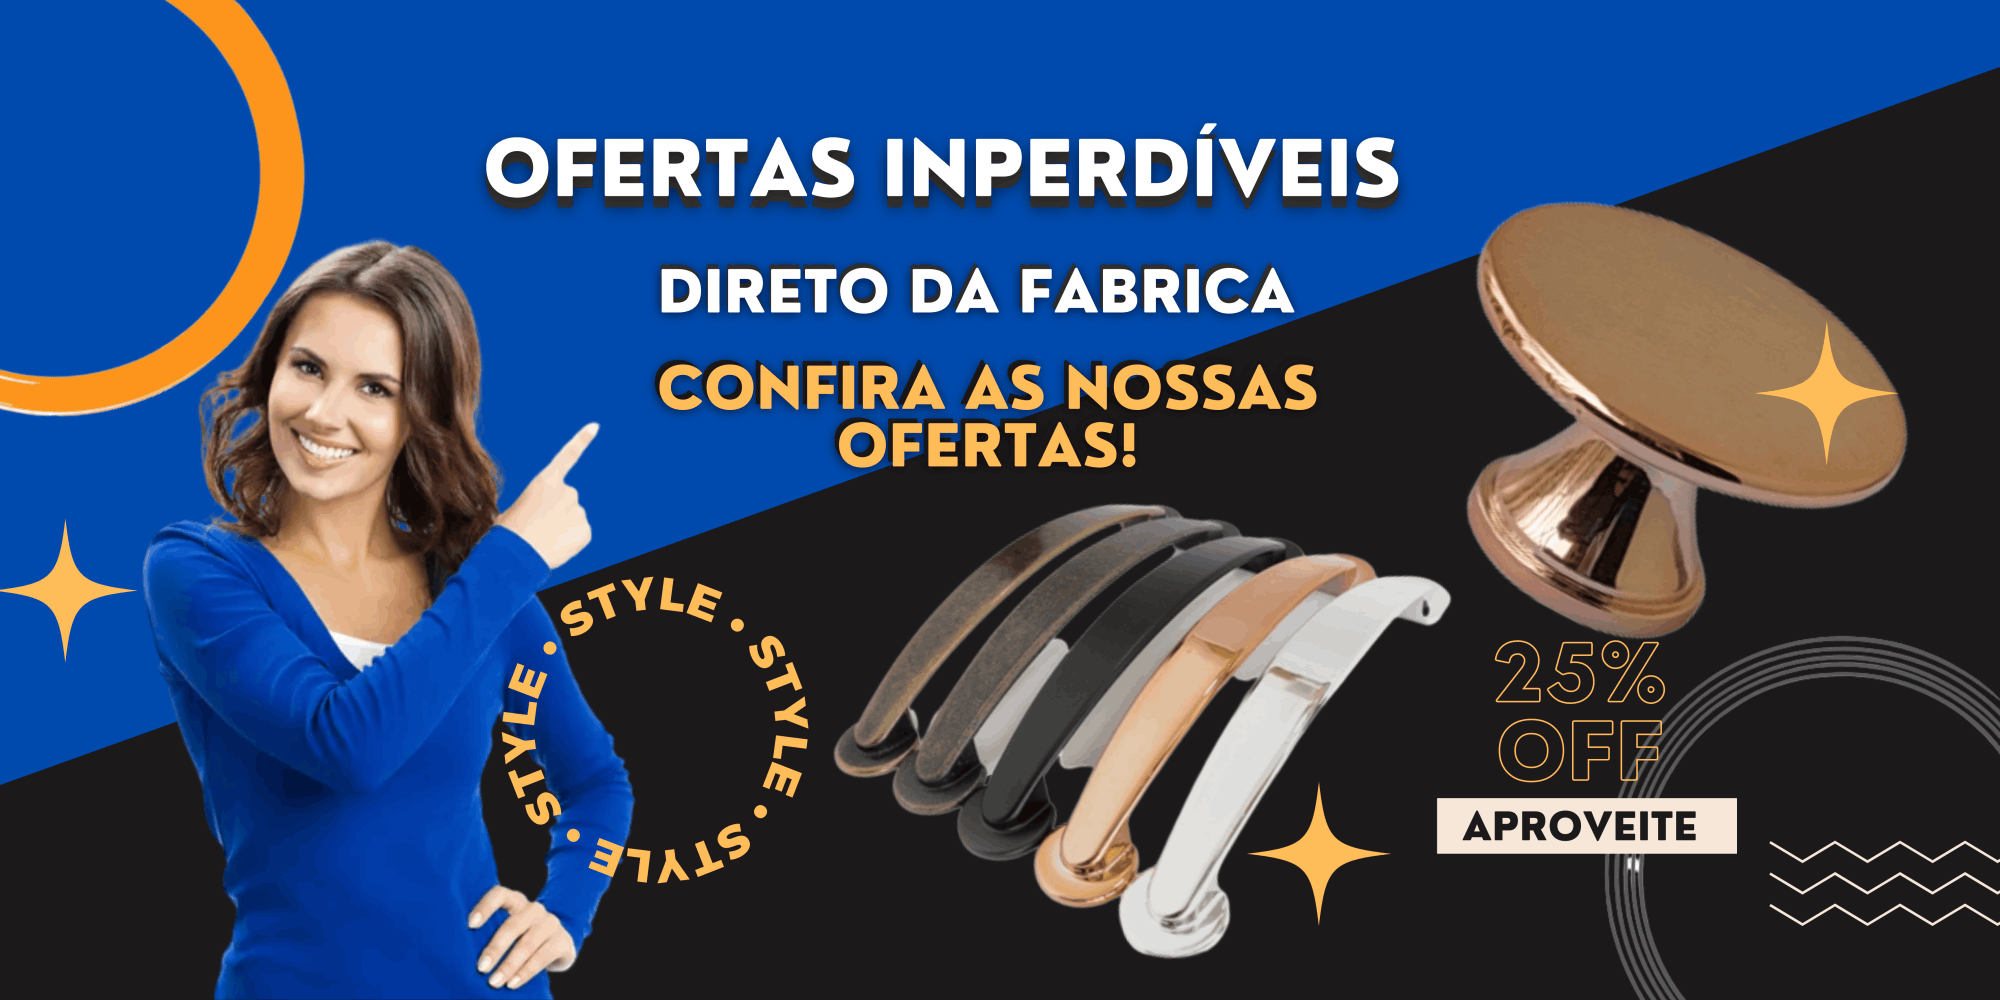 OFERTAS INPERDÍVEIS
DIRETO DA FABRICA
CONFIRA AS NOSSAS
OFERTAS!
STYLE • STYLE • STYLE • STYLE •
25%
OFF
APROVEITE